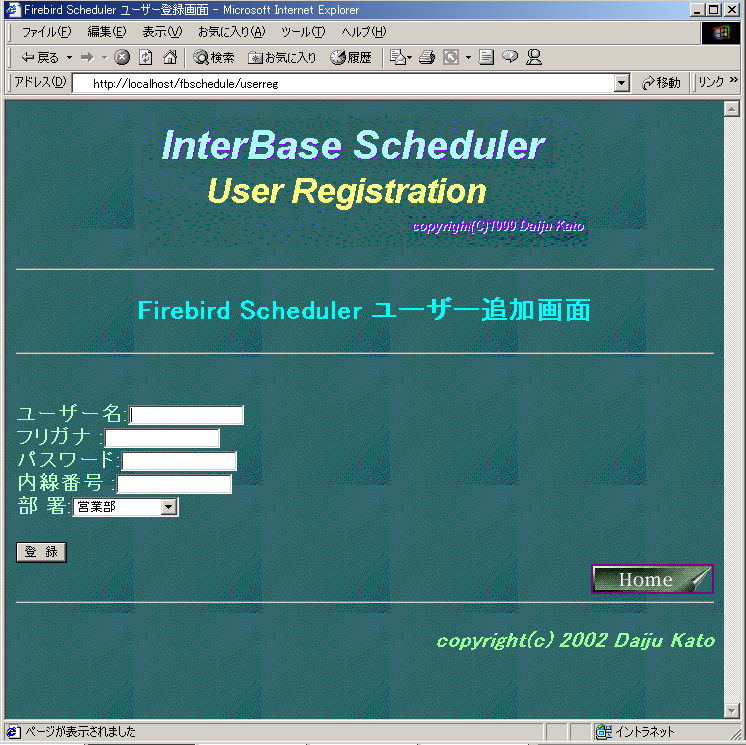 Firebird Scheduler ユーザー登録画面 - Microsoft Internet Explorer
ファイル(F) 編集(E) 表示(V) お気に入り(A) ツール(T) ヘルプ(H)
戻る 検索 お気に入り 履歴
アドレス(D) http://localhost/fbschedule/userreg 移動 リンク »
InterBase Scheduler
User Registration
copyright(C)1999 Daiju Kato
Firebird Scheduler ユーザー追加画面
ユーザー名:
フリガナ :
パスワード:
内線番号 :
部 署: 営業部
登 録
Home
copyright(c) 2002 Daiju Kato
ページが表示されました イントラネット